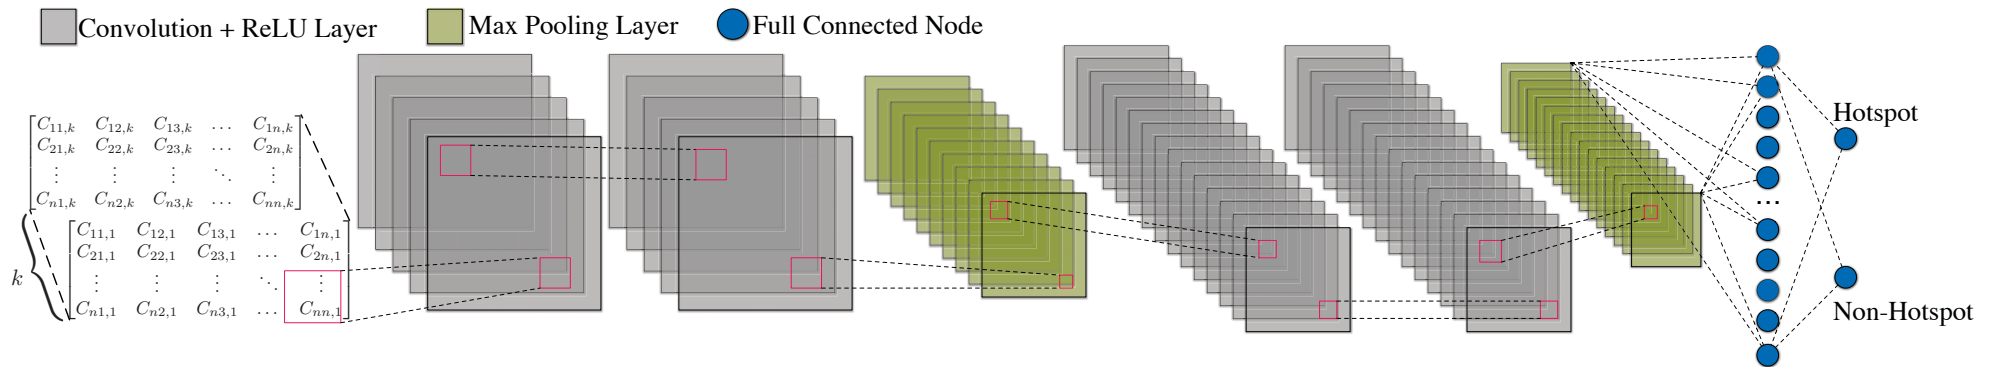 Convolution + ReLU Layer
Max Pooling Layer
Full Connected Node
C11,k C12,k C13,k ... C1n,k
C21,k C22,k C23,k ... C2n,k
⋮ ⋮ ⋮ ⋱ ⋮
Cn1,k Cn2,k Cn3,k ... Cnn,k
C11,1 C12,1 C13,1 ... C1n,1
C21,1 C22,1 C23,1 ... C2n,1
⋮ ⋮ ⋮ ⋱ ⋮
Cn1,1 Cn2,1 Cn3,1 ... Cnn,1
k
...
Hotspot
Non-Hotspot